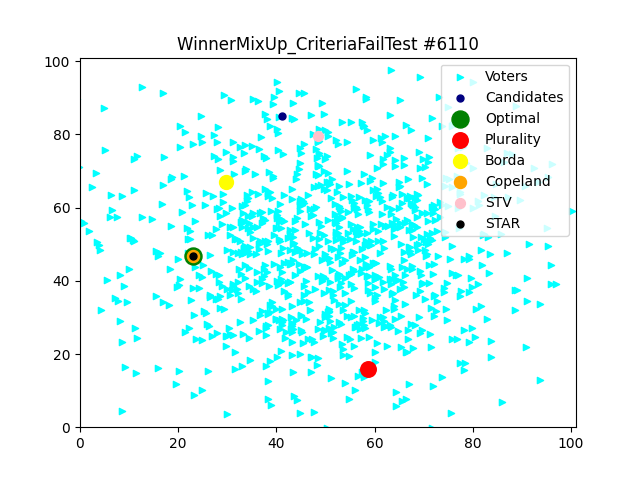 WinnerMixUp_CriteriaFailTest #6110
100
80
60
40
20
0
0
20
40
60
80
100
Voters
Candidates
Optimal
Plurality
Borda
Copeland
STV
STAR